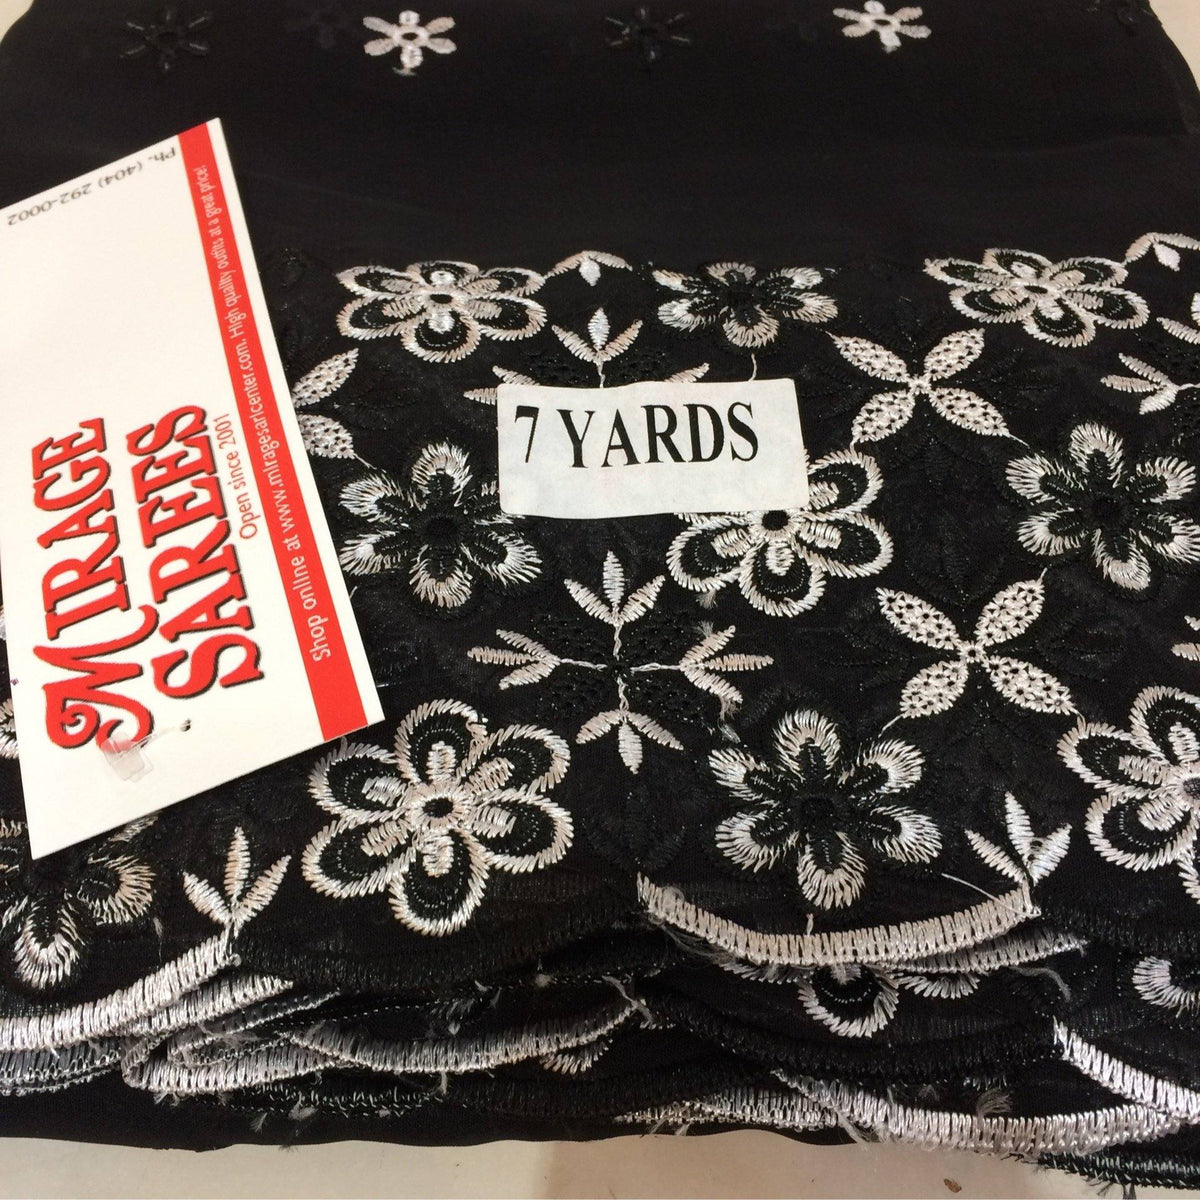 MIRAGE
SAREES
Open since 2001
Shop online at www.miragesaricenter.com. High quality outfits at a great price!
Ph. (404) 292-0002
7 YARDS